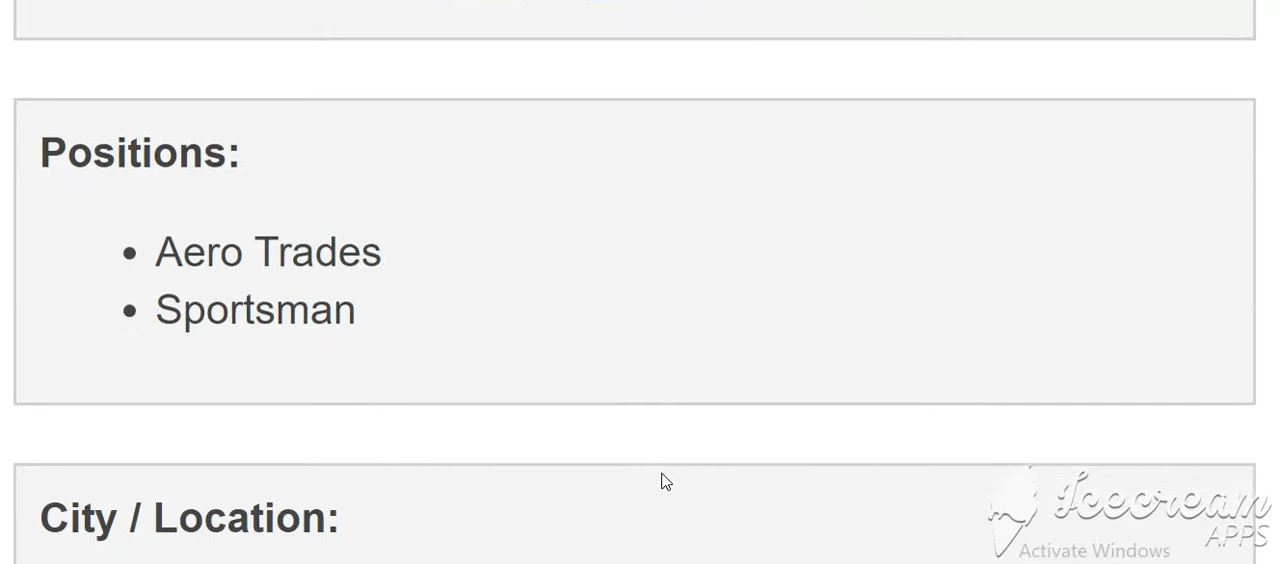 Positions:
Aero Trades
Sportsman
City / Location:
Icecream
APPS
Activate Windows